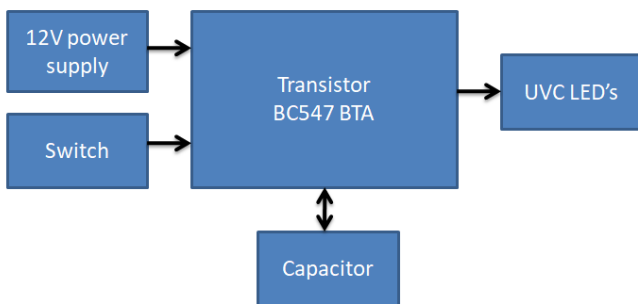 12V power
supply
Switch
Transistor
BC547 BTA
UVC LED's
Capacitor